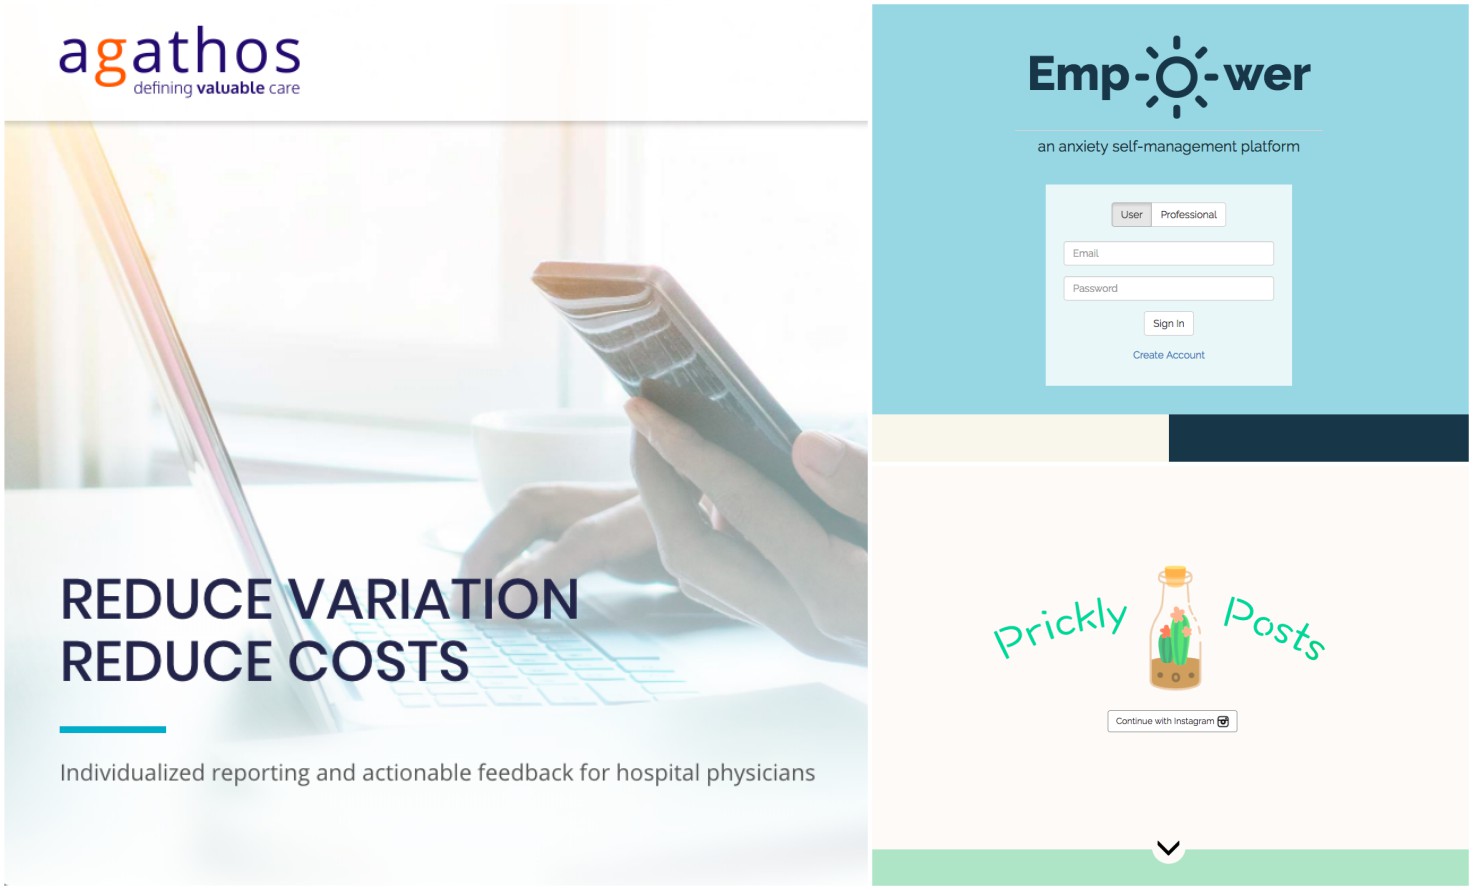 agathos
defining valuable care
REDUCE VARIATION
REDUCE COSTS
Individualized reporting and actionable feedback for hospital physicians
Emp-O-wer
an anxiety self-management platform
User Professional
Email
Password
Sign In
Create Account
Prickly Posts
Continue with Instagram